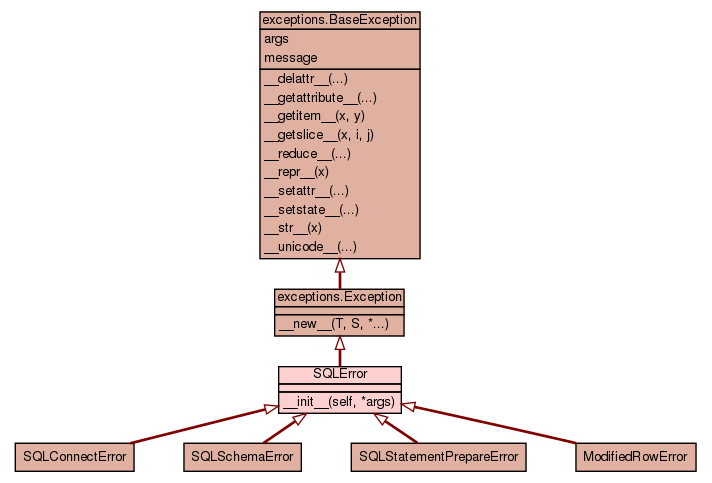 exceptions.BaseException
args
message
__delattr__(...)
__getattribute__(...)
__getitem__(x, y)
__getslice__(x, i, j)
__reduce__(...)
__repr__(x)
__setattr__(...)
__setstate__(...)
__str__(x)
__unicode__(...)
exceptions.Exception
__new__(T, S, *...)
SQLError
__init__(self, *args)
SQLConnectError
SQLSchemaError
SQLStatementPrepareError
ModifiedRowError